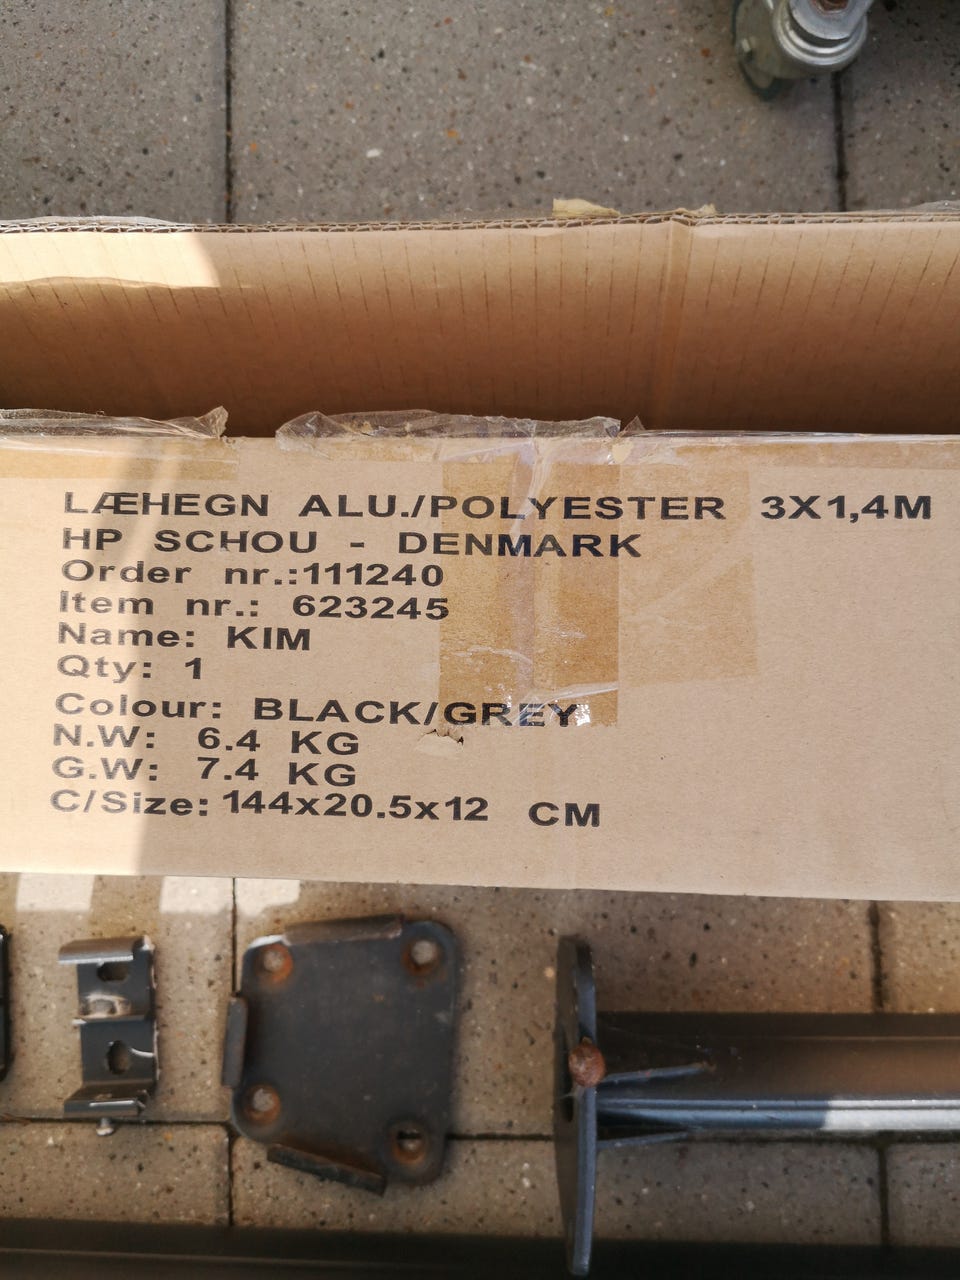 LÆHEGN ALU./POLYESTER 3X1,4M
HP SCHOU - DENMARK
Order nr.:111240
Item nr.: 623245
Name: KIM
Qty: 1
Colour: BLACK/GREY
N.W: 6.4 KG
G.W: 7.4 KG
C/Size: 144x20.5x12 CM